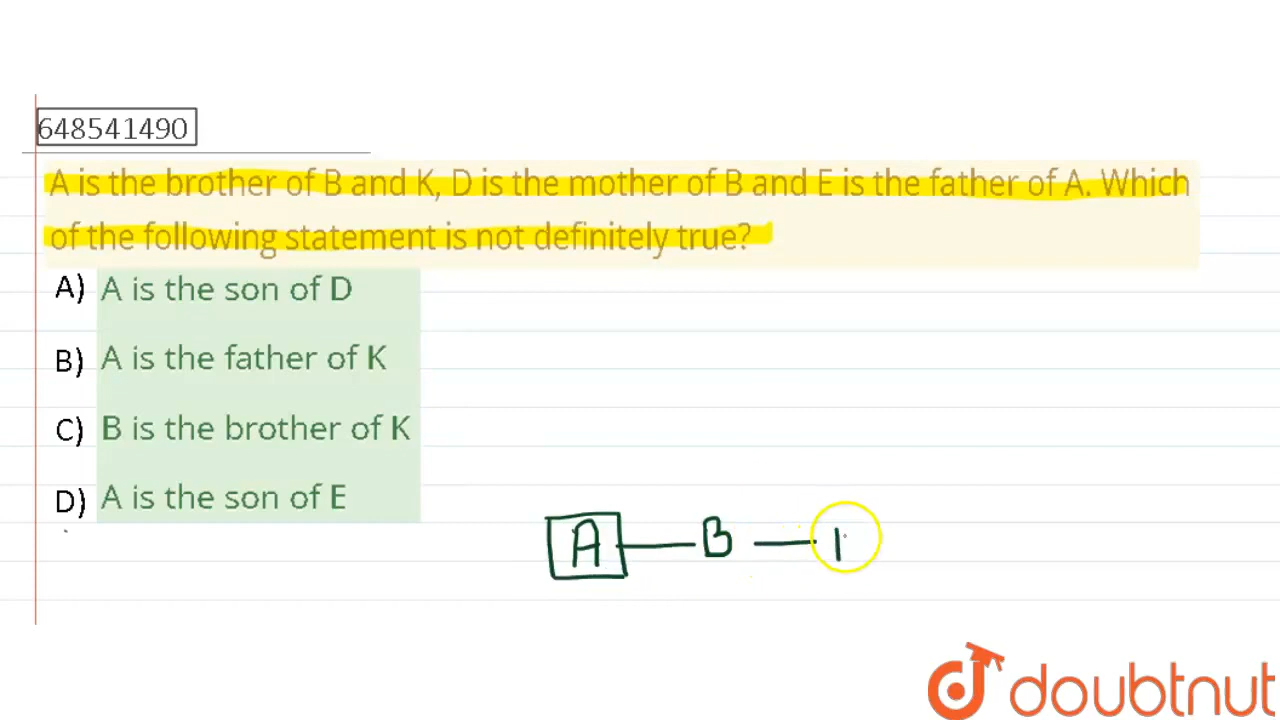 648541490
A is the brother of B and K, D is the mother of B and E is the father of A. Which
of the following statement is not definitely true?
A) A is the son of D
B) A is the father of K
C) B is the brother of K
D) A is the son of E
A B
doubtnut